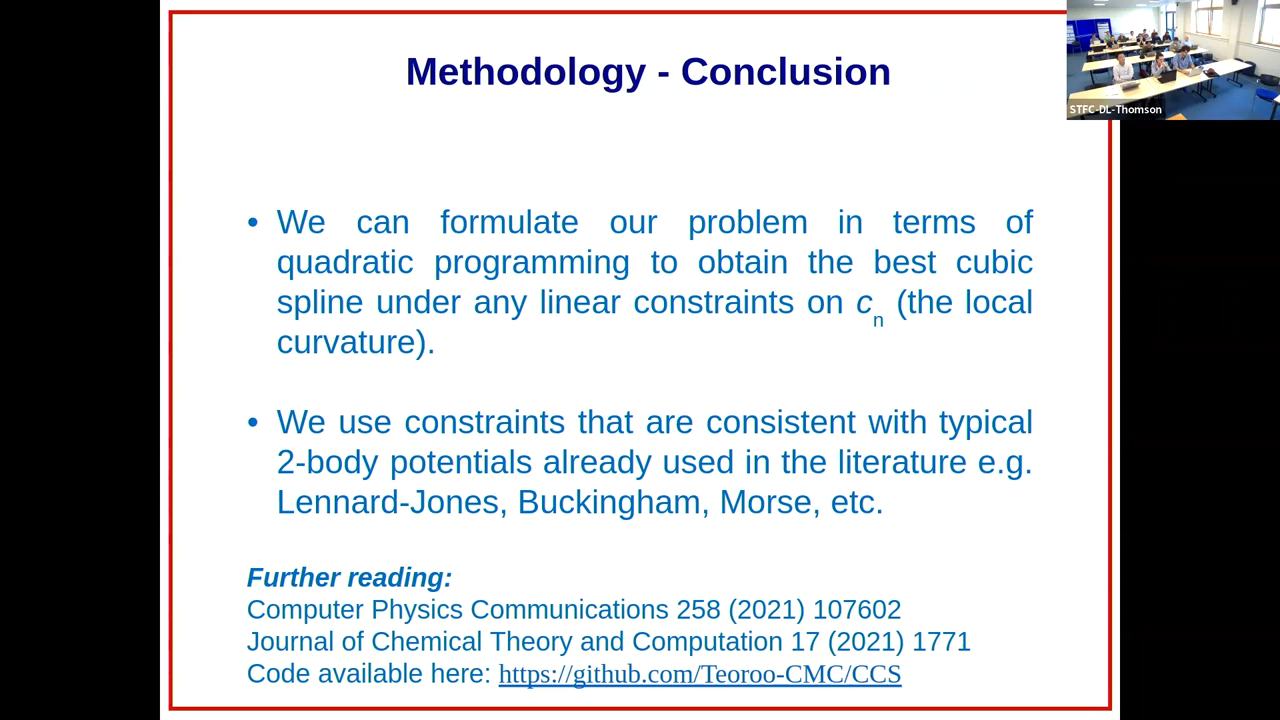 Methodology - Conclusion
STFC-DL-Thomson
• We can formulate our problem in terms of
quadratic programming to obtain the best cubic
spline under any linear constraints on cn (the local
curvature).
• We use constraints that are consistent with typical
2-body potentials already used in the literature e.g.
Lennard-Jones, Buckingham, Morse, etc.
Further reading:
Computer Physics Communications 258 (2021) 107602
Journal of Chemical Theory and Computation 17 (2021) 1771
Code available here: https://github.com/Teoroo-CMC/CCS